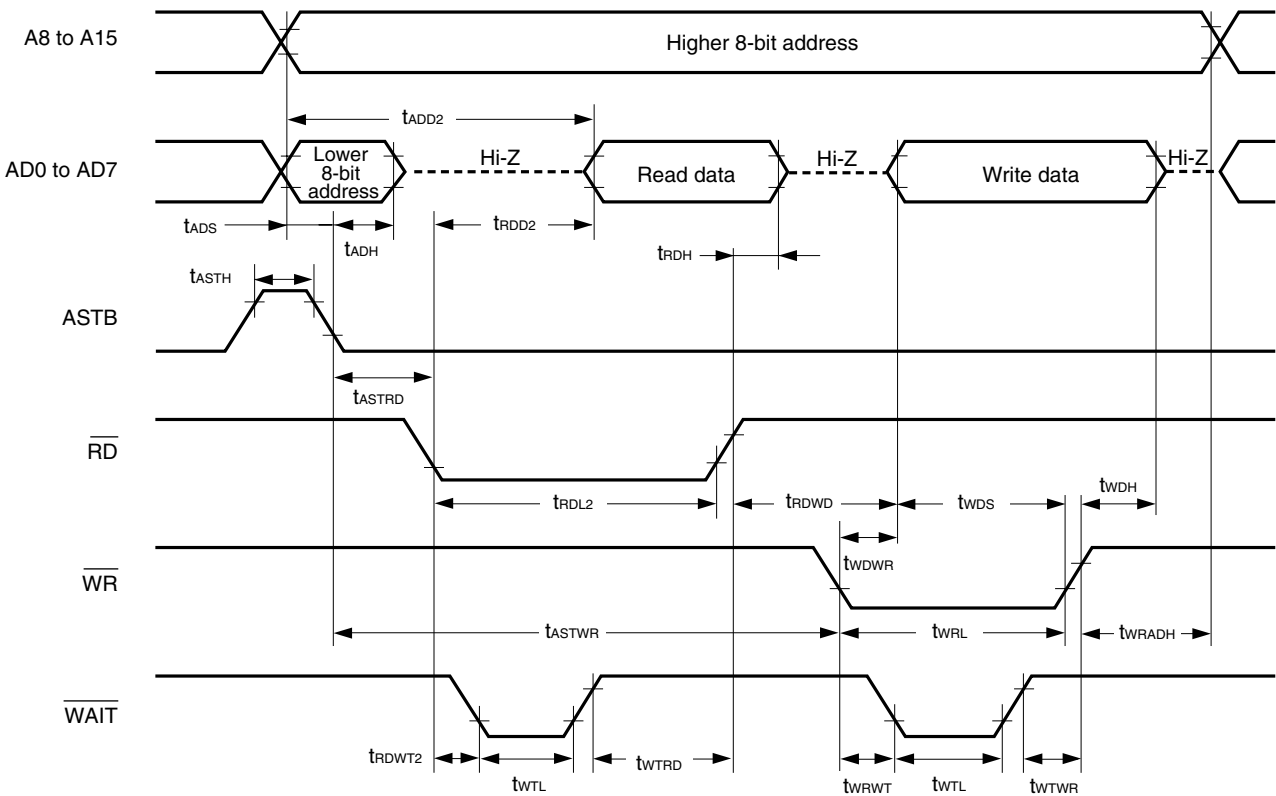 A8 to A15
Higher 8-bit address
tADD2
AD0 to AD7
Lower
8-bit
address
Hi-Z
Read data
Hi-Z
Write data
Hi-Z
tADS
tADH
tRDD2
tRDH
tASTH
ASTB
tASTRD
RD
tRDL2
tRDWD
tWDS
tWDH
tWDWR
WR
tASTWR
tWRL
tWRADH
WAIT
tRDWT2
tWTL
tWTRD
tWRWT
tWTL
tWTWR